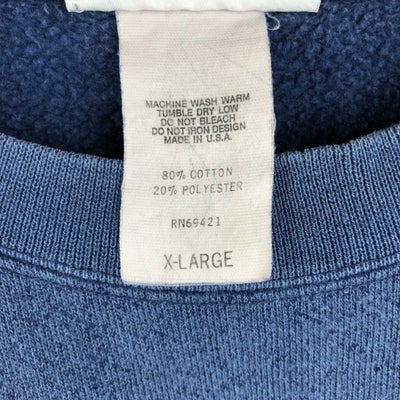 MACHINE WASH WARM
TUMBLE DRY LOW
DO NOT BLEACH
DO NOT IRON DESIGN
MADE IN U.S.A.
80% COTTON
20% POLYESTER
RN69421
X-LARGE